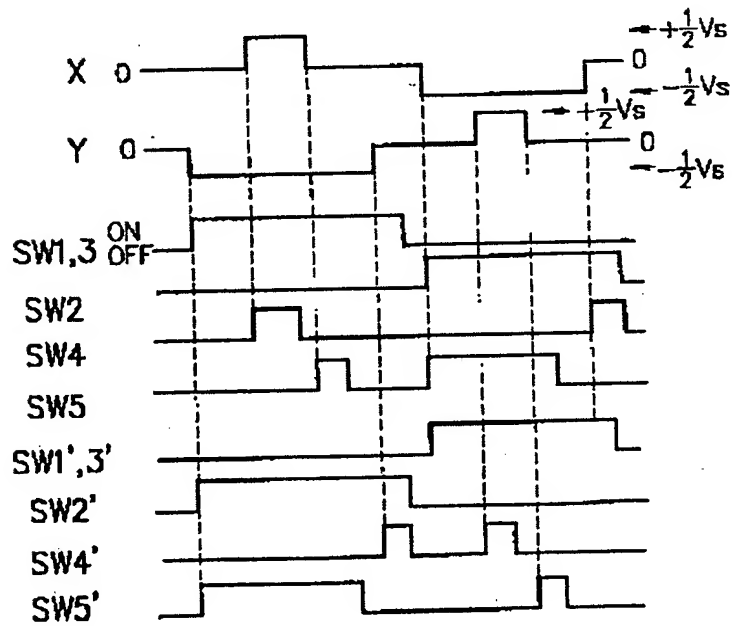 +1/2Vs
X 0 0
-1/2Vs
+1/2Vs
Y 0 0
-1/2Vs
ON
SW1,3 OFF
SW2
SW4
SW5
SW1',3'
SW2'
SW4'
SW5'